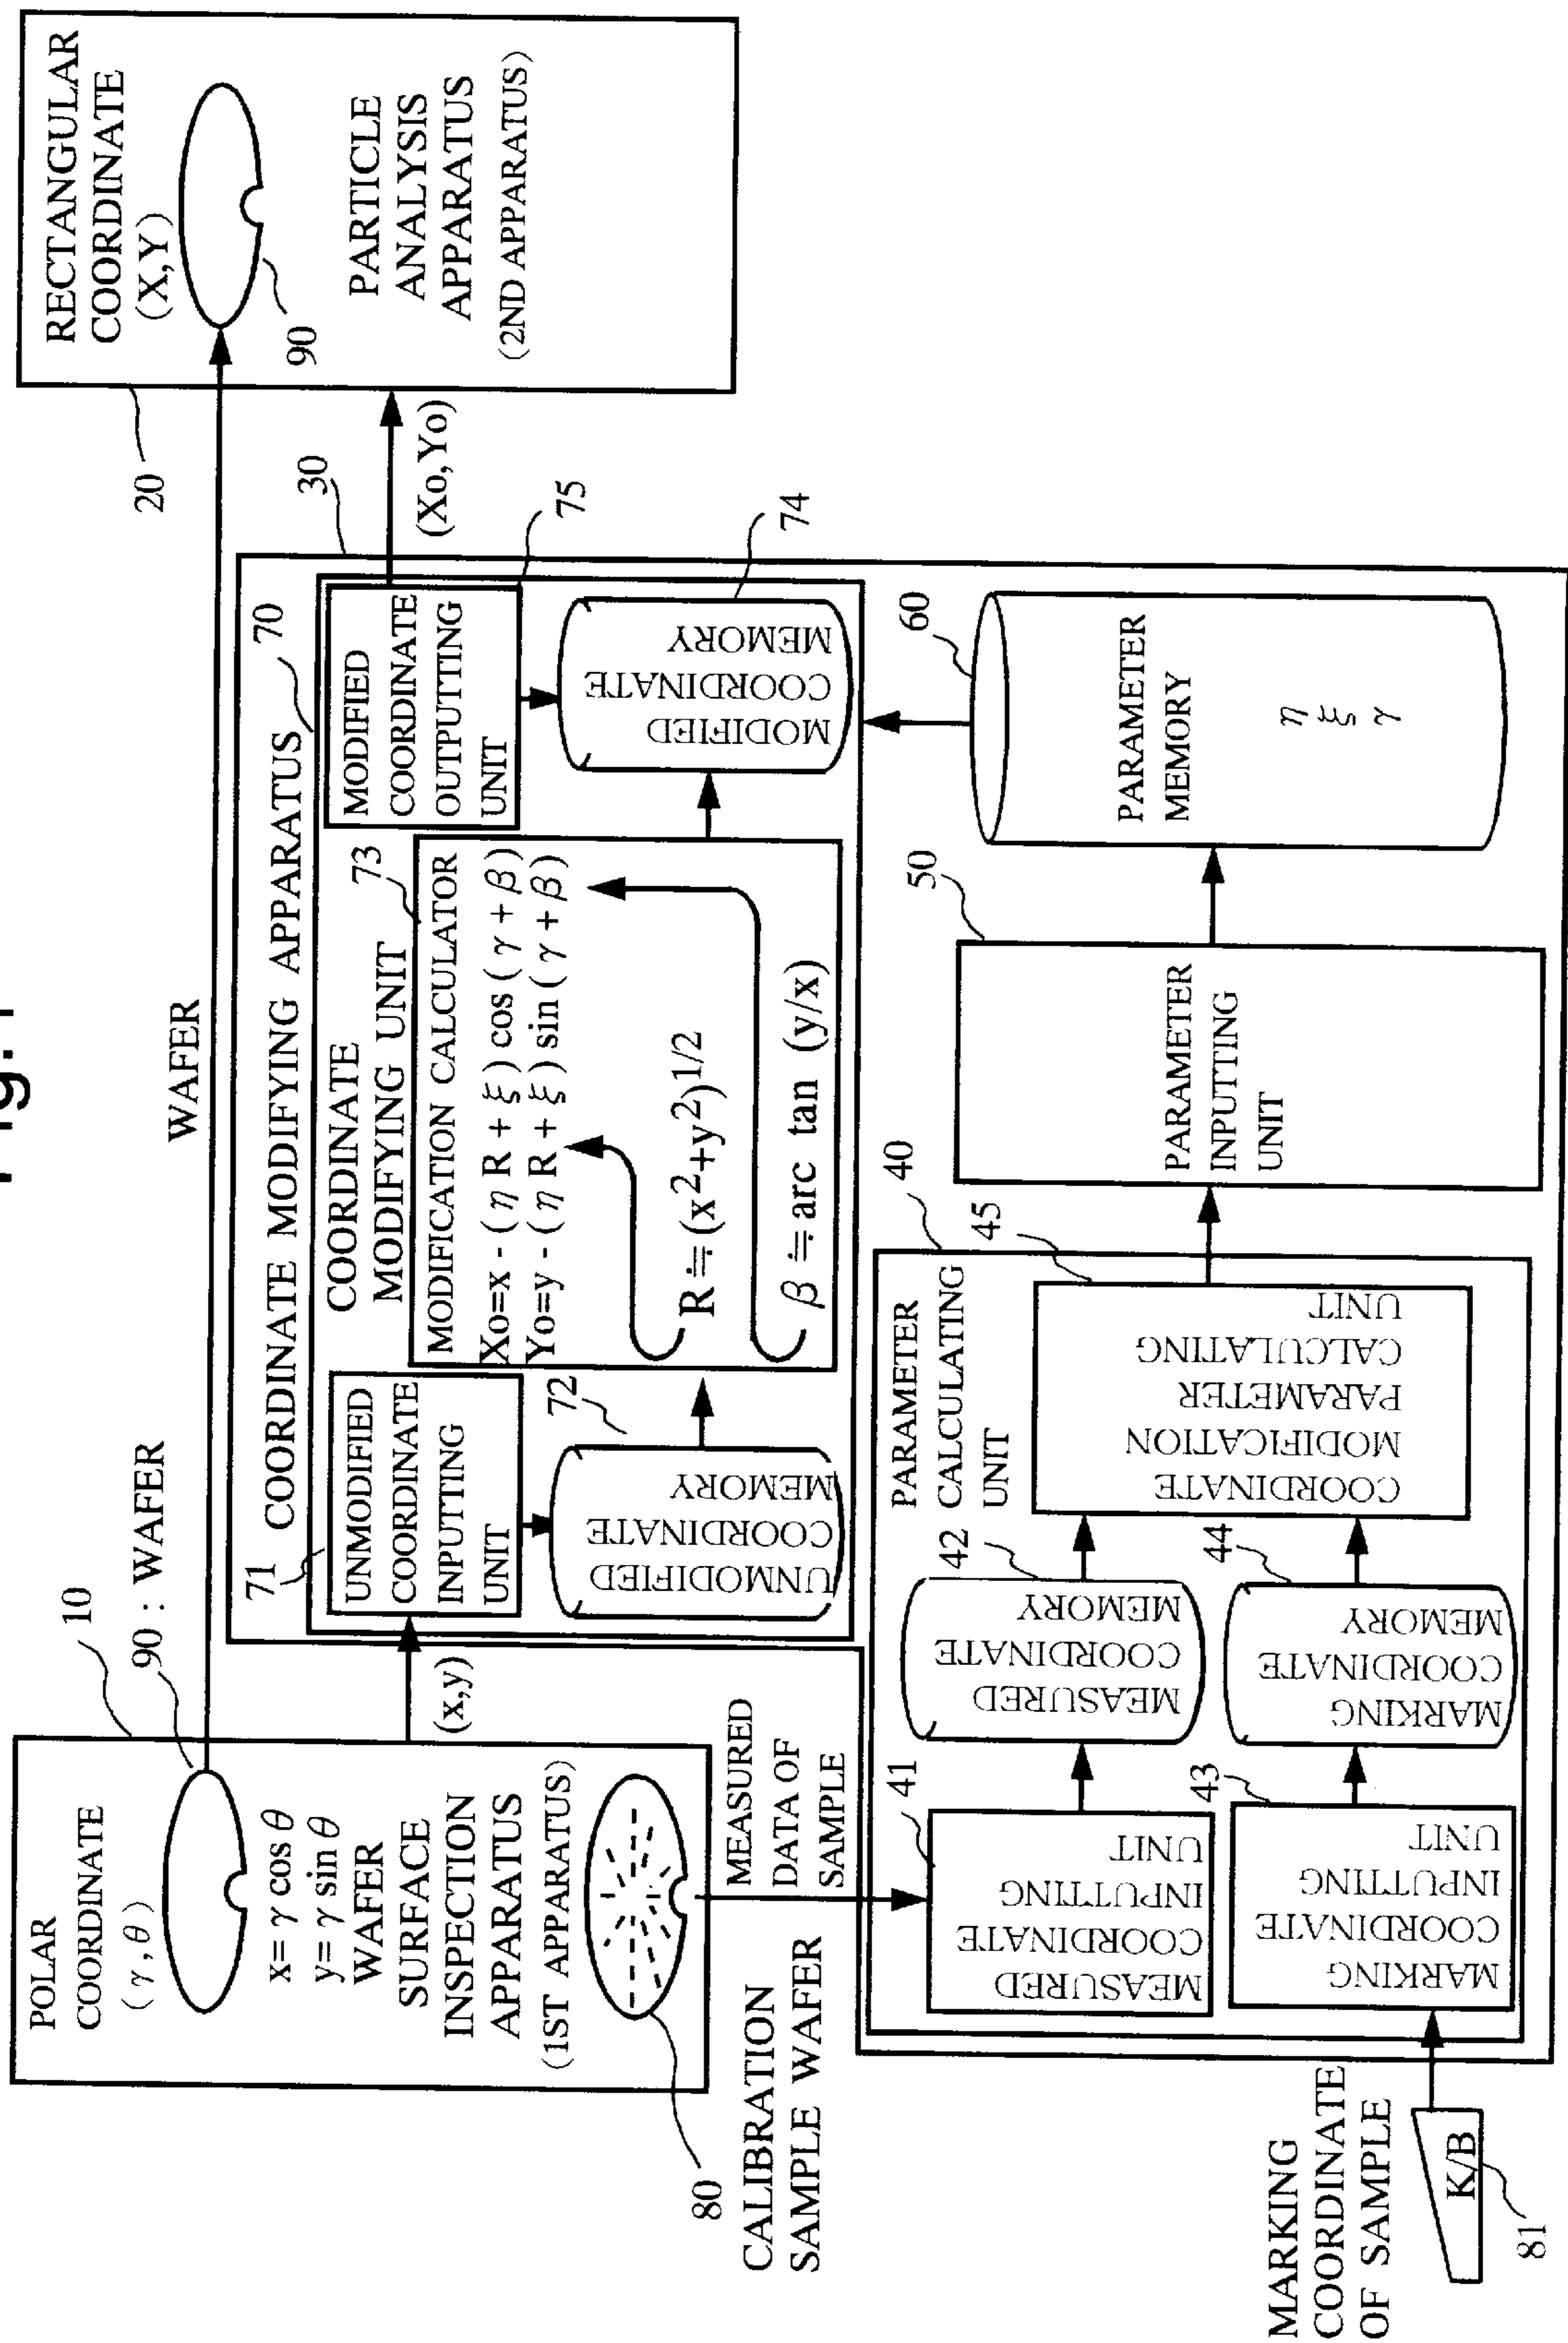 Fig. 1
POLAR
COORDINATE
(γ,θ)
x= γ cos θ
y= γ sin θ
WAFER
SURFACE
INSPECTION
APPARATUS
(1ST APPARATUS)
10
90 : WAFER
80
CALIBRATION
SAMPLE WAFER
MEASURED
DATA OF
SAMPLE
(x,y)
WAFER
COORDINATE MODIFYING APPARATUS
30
70
COORDINATE
MODIFYING UNIT
71
UNMODIFIED
COORDINATE
INPUTING
UNIT
72
UNMODIFIED
COORDINATE
MEMORY
73
MODIFICATION CALCULATOR
Xo=x - (η R + ξ) cos (γ + β)
Yo=y - (η R + ξ) sin (γ + β)
R≒(x²+y²)1/2
β ≒ arc tan (y/x)
MODIFIED
COORDINATE
OUTPUTING
UNIT
75
MODIFIED
COORDINATE
MEMORY
74
(Xo,Yo)
20
RECTANGULAR
COORDINATE
(X,Y)
90
PARTICLE
ANALYSIS
APPARATUS
(2ND APPARATUS)
40
PARAMETER
CALCULATING
UNIT
41
MEASURED
COORDINATE
INPUTTING
UNIT
42
MEASURED
COORDINATE
MEMORY
43
MARKING
COORDINATE
INPUTTING
UNIT
44
MARKING
COORDINATE
MEMORY
45
COORDINATE
MODIFICATION
PARAMETER
CALCULATING
UNIT
50
PARAMETER
INPUTTING
UNIT
60
PARAMETER
MEMORY
η
ξ
γ
MARKING
COORDINATE
OF SAMPLE
K/B
81